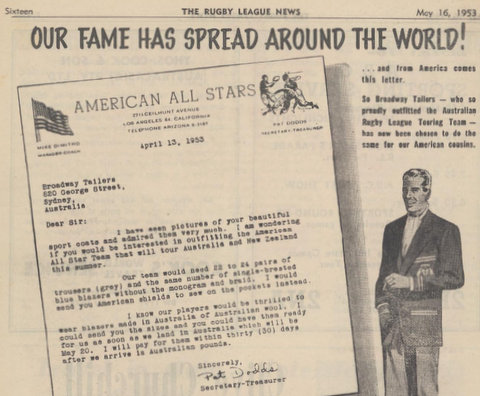 Sixteen
THE RUGBY LEAGUE NEWS
May 16, 1953
OUR FAME HAS SPREAD AROUND THE WORLD!
...and from America comes
this letter.
So Broadway Tailors — who so
proudly outfitted the Australian
Rugby League Touring Team —
has now been chosen to do the
same for our American cousins.
AMERICAN ALL STARS
LOS ANGELES 64, CALIFORNIA
TELEPHONE ARIZONA 9-3187
MIKE DIMITRO
MANAGER-COACH
PAT DODDS
SECRETARY-TREASURER
April 13, 1953
Broadway Tailers
820 George Street,
Sydney,
Australia
Dear Sir:
I have seen pictures of your beautiful
sport coats and admired them very much. I am wondering
if you would be interested in outfitting the American
All Star Team that will tour Australia and New Zealand
this summer.
Our team would need 22 to 24 pairs of
trousers (grey) and the same number of single-breated
blue blazers without the monogram and braid. I would
send you American shields to sew on the pockets instead.
I know our players would be thrilled to
wear blazers made in Australia of Australian wool. I
could send you the sizes and you could have them ready
for us as soon as we land in Australia which will be
May 20. I will pay for them within thirty (30) days
after we arrive in Australian pounds.
Sincerely,
Pat Dodds
Secretary-Treasurer